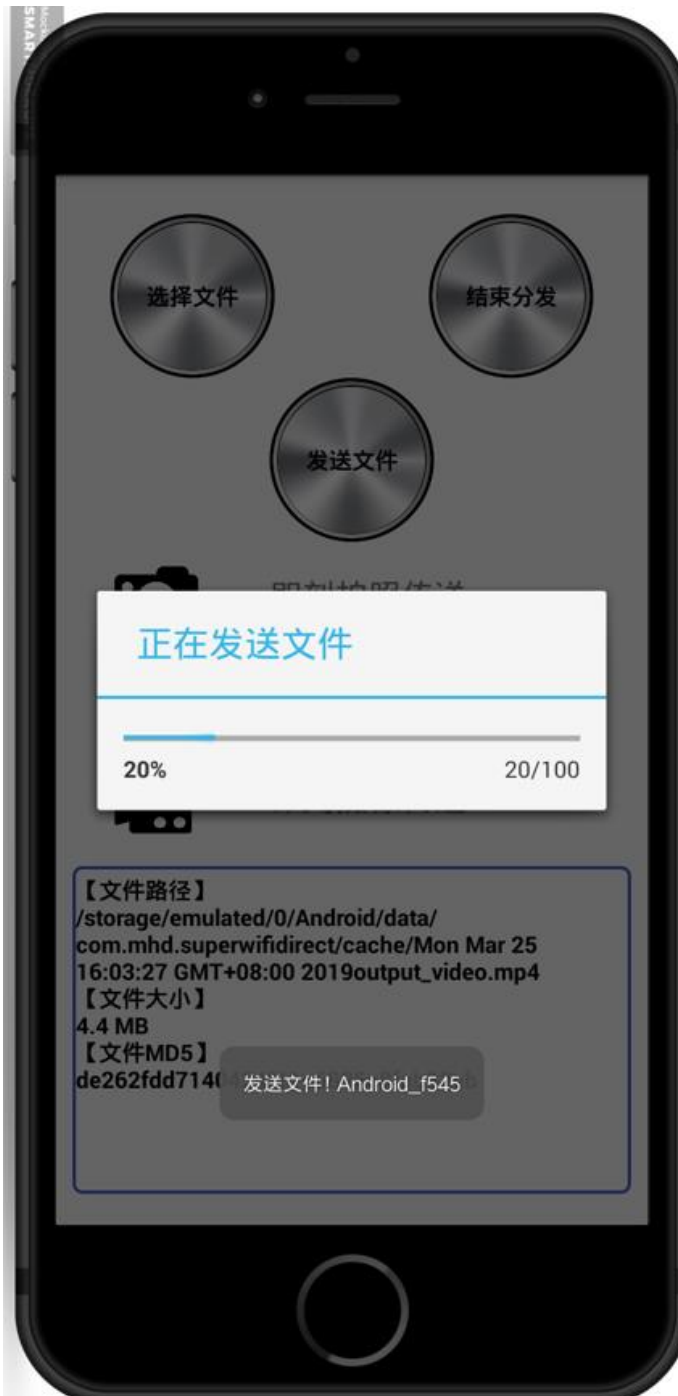 SMART
选择文件
结束分发
发送文件
正在发送文件
20%
20/100
【文件路径】
/storage/emulated/0/Android/data/
com.mhd.superwifidirect/cache/Mon Mar 25
16:03:27 GMT+08:00 2019output_video.mp4
【文件大小】
4.4 MB
【文件MD5】
de262fdd7140
发送文件! Android_f545